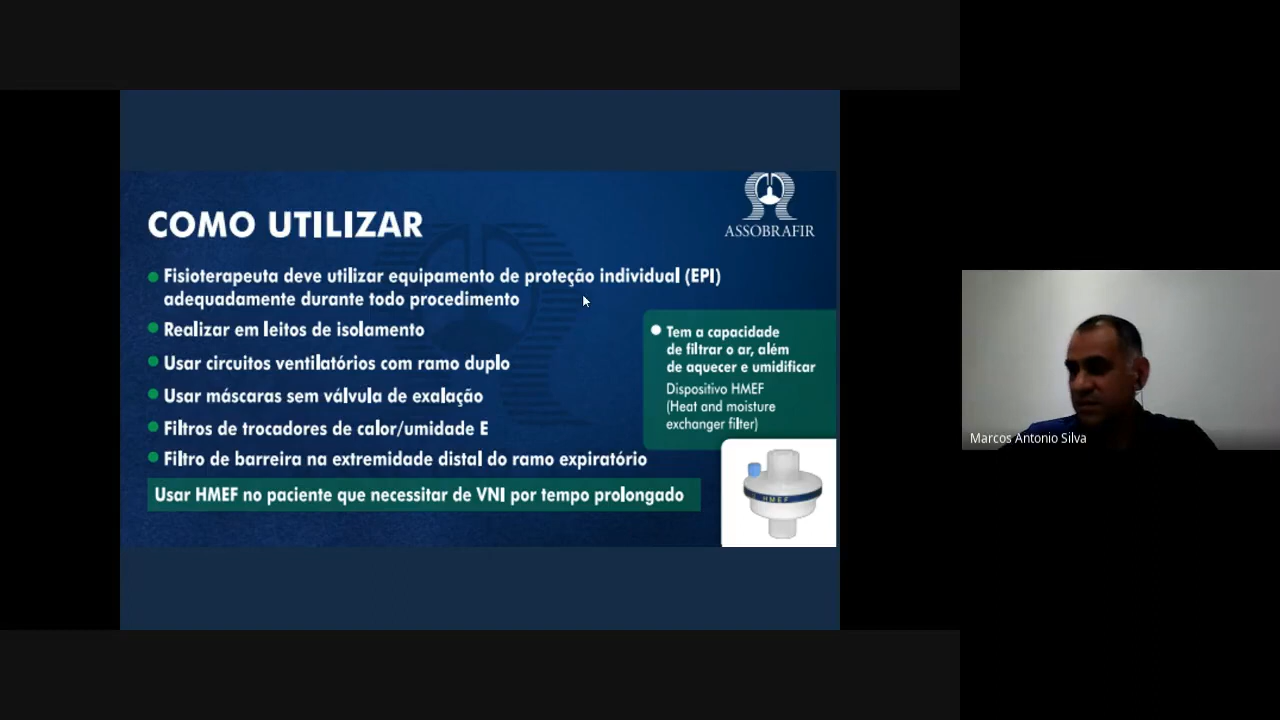 ASSOBRAFIR
COMO UTILIZAR
Fisioterapeuta deve utilizar equipamento de proteção individual (EPI)
adequadamente durante todo procedimento
Realizar em leitos de isolamento
Usar circuitos ventilatórios com ramo duplo
Usar máscaras sem válvula de exalação
Filtros de trocadores de calor/umidade E
Filtro de barreira na extremidade distal do ramo expiratório
Usar HMEF no paciente que necessitar de VNI por tempo prolongado
Tem a capacidade
de filtrar o ar, além
de aquecer e umidificar
Dispositivo HMEF
(Heat and moisture
exchanger filter)
HMEF
Marcos Antonio Silva